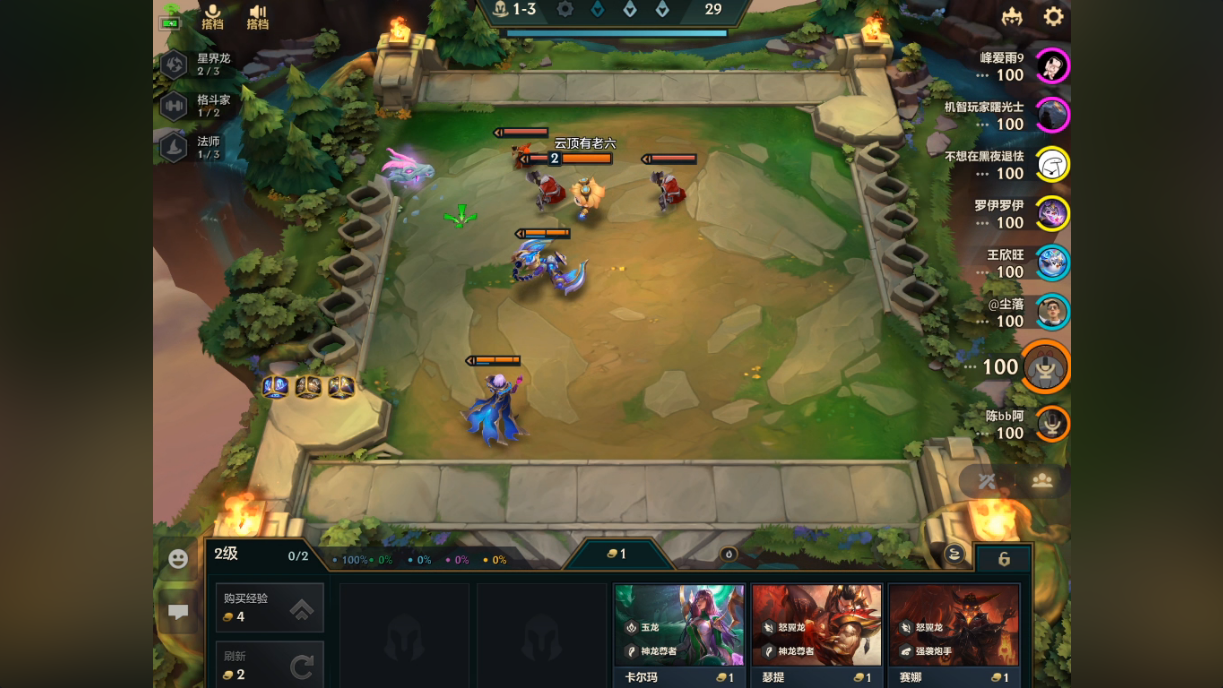 搭档
搭档
1-3
29
星界龙
2 / 3
格斗家
1 / 2
法师
1 / 3
云顶有老六
2
峰爱雨9
100
机智玩家曙光士
100
不想在黑夜退怯
100
罗伊罗伊
100
王欣旺
100
@尘落
100
100
陈bb阿
100
2级
0/2
100%
0%
0%
0%
0%
1
购买经验
4
刷新
2
玉龙
神龙尊者
卡尔玛
1
怒翼龙
神龙尊者
瑟提
1
怒翼龙
强袭炮手
赛娜
1